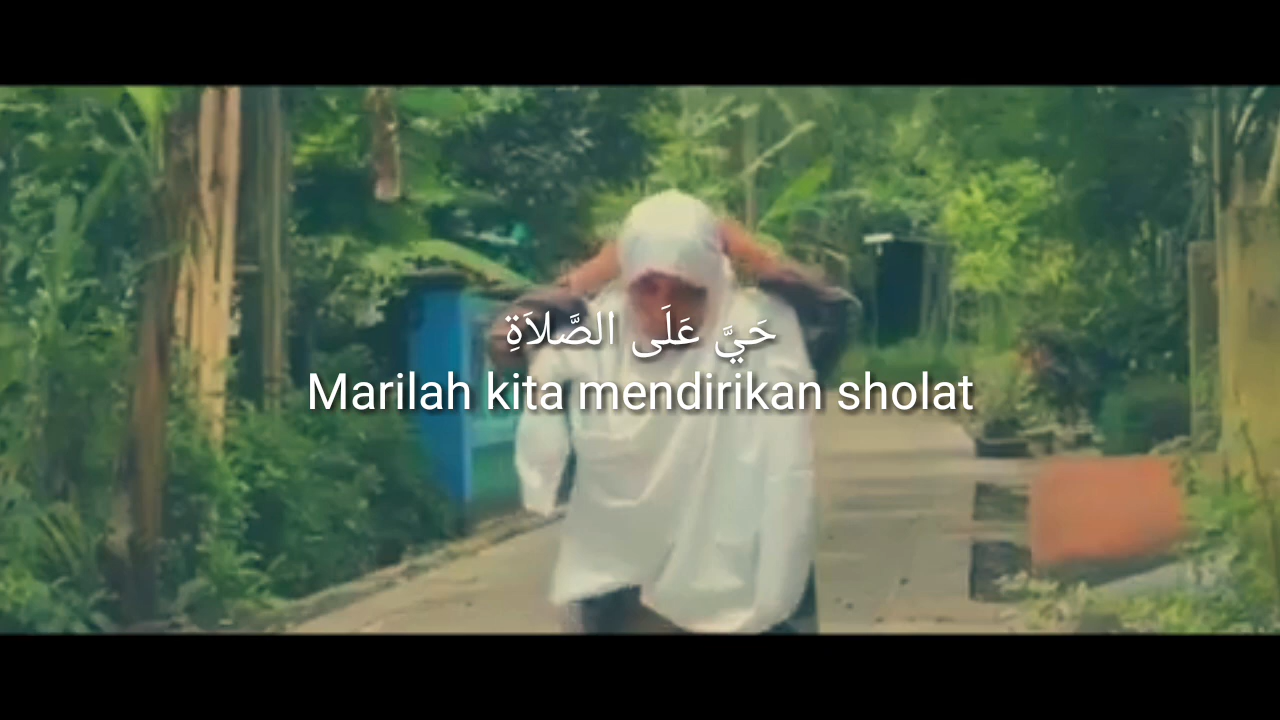 حَيَّ عَلَى الصَّلاَةِ
Marilah kita mendirikan sholat